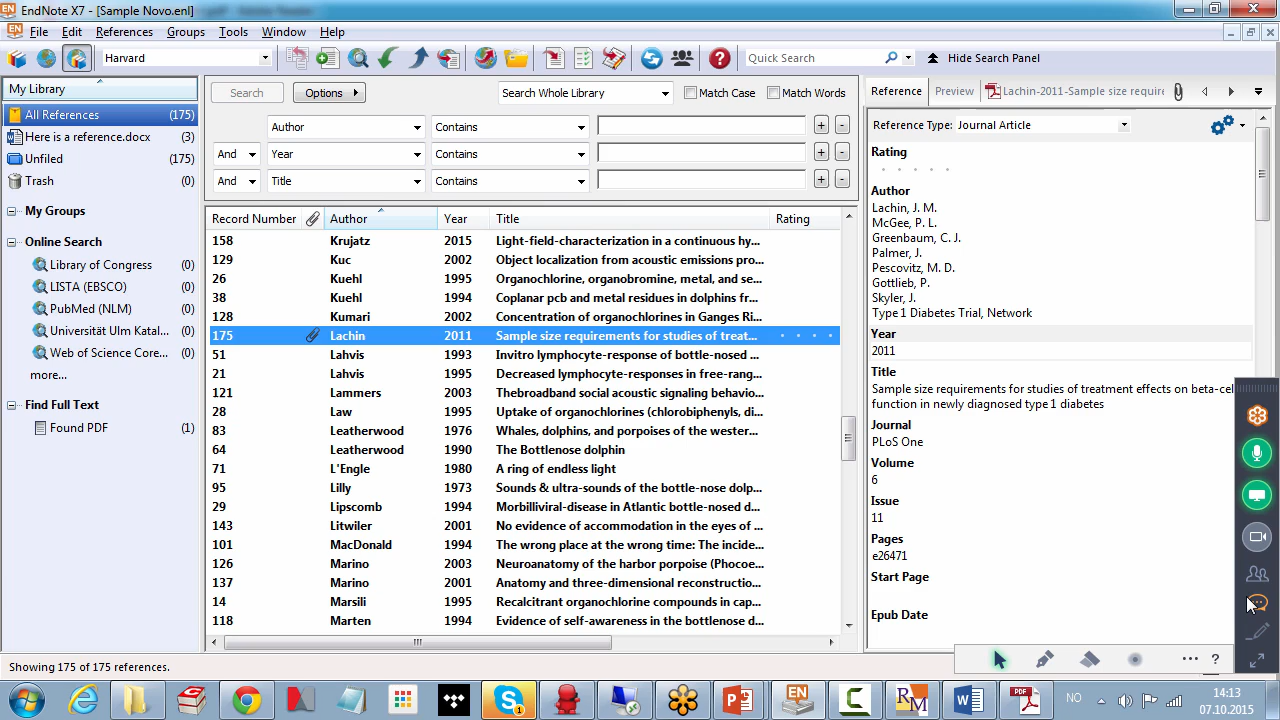 EndNote X7 - [Sample Novo.enl]
File Edit References Groups Tools Window Help
Harvard
Quick Search
Hide Search Panel
My Library
All References (175)
Here is a reference.docx (3)
Unfiled (175)
Trash (0)
My Groups
Online Search
Library of Congress (0)
LISTA (EBSCO) (0)
PubMed (NLM) (0)
Universität Ulm Katal... (0)
Web of Science Core... (0)
more...
Find Full Text
Found PDF (1)
Search Options Search Whole Library Match Case Match Words
Author Contains + -
And Year Contains + -
And Title Contains + -
Record Number Author Year Title Rating
158 Krujatz 2015 Light-field-characterization in a continuous hy...
129 Kuc 2002 Object localization from acoustic emissions pro...
26 Kuehl 1995 Organochlorine, organobromine, metal, and se...
38 Kuehl 1994 Coplanar pcb and metal residues in dolphins fr...
128 Kumari 2002 Concentration of organochlorines in Ganges Ri...
175 Lachin 2011 Sample size requirements for studies of treat...
51 Lahvis 1993 Invitro lymphocyte-response of bottle-nosed ...
21 Lahvis 1995 Decreased lymphocyte-responses in free-rang...
121 Lammers 2003 Thebroadband social acoustic signaling behavio...
28 Law 1995 Uptake of organochlorines (chlorobiphenyls, di...
83 Leatherwood 1976 Whales, dolphins, and porpoises of the wester...
64 Leatherwood 1990 The Bottlenose dolphin
71 L'Engle 1980 A ring of endless light
95 Lilly 1973 Sounds & ultra-sounds of the bottle-nose dolp...
29 Lipscomb 1994 Morbilliviral-disease in Atlantic bottle-nosed d...
143 Litwiler 2001 No evidence of accommodation in the eyes of ...
101 MacDonald 1994 The wrong place at the wrong time: The incide...
126 Marino 2003 Neuroanatomy of the harbor porpoise (Phocoe...
137 Marino 2001 Anatomy and three-dimensional reconstructio...
14 Marsili 1995 Recalcitrant organochlorine compounds in cap...
118 Marten 1994 Evidence of self-awareness in the bottlenose d...
Reference Preview Lachin-2011-Sample size require
Reference Type: Journal Article
Rating
Author
Lachin, J. M.
McGee, P. L.
Greenbaum, C. J.
Palmer, J.
Pescovitz, M. D.
Gottlieb, P.
Skyler, J.
Type 1 Diabetes Trial, Network
Year
2011
Title
Sample size requirements for studies of treatment effects on beta-cel
function in newly diagnosed type 1 diabetes
Journal
PLoS One
Volume
6
Issue
11
Pages
e26471
Start Page
Epub Date
Showing 175 of 175 references.
NO
14:13
07.10.2015